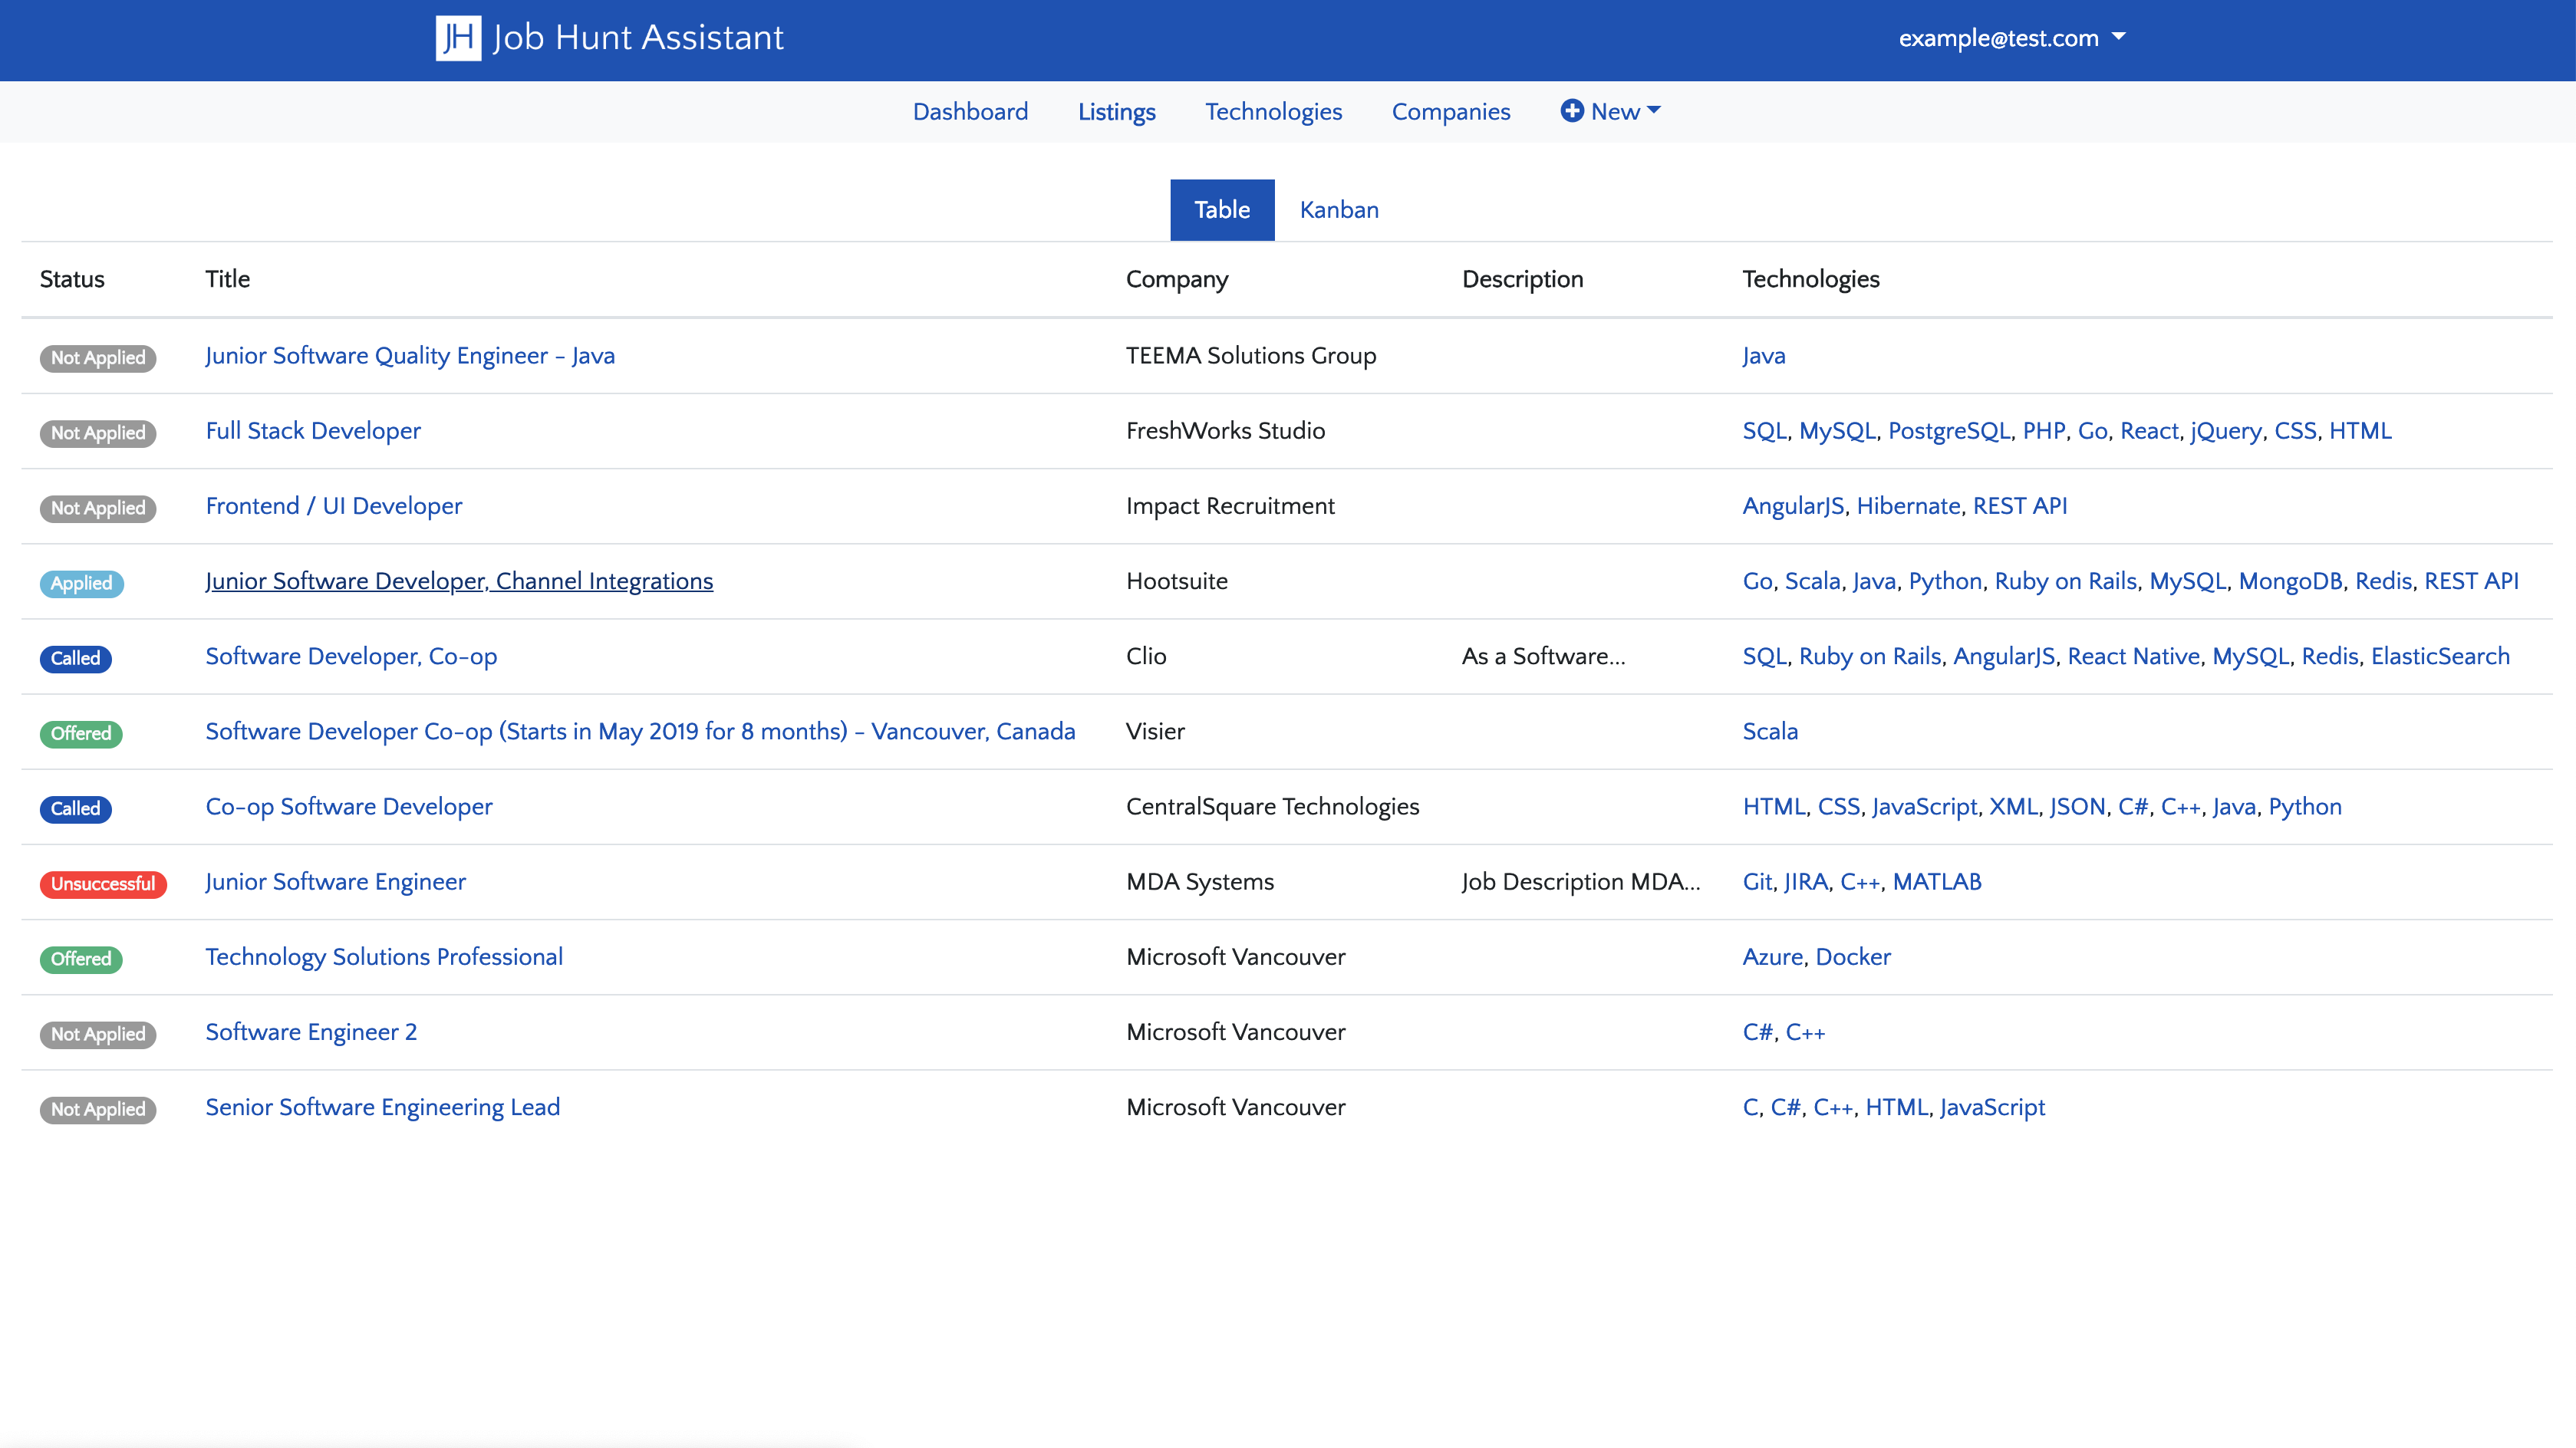 JH Job Hunt Assistant example@test.com
Dashboard Listings Technologies Companies New
Table Kanban
Status Title Company Description Technologies
Not Applied Junior Software Quality Engineer - Java TEEMA Solutions Group Java
Not Applied Full Stack Developer FreshWorks Studio SQL, MySQL, PostgreSQL, PHP, Go, React, jQuery, CSS, HTML
Not Applied Frontend / UI Developer Impact Recruitment AngularJS, Hibernate, REST API
Applied Junior Software Developer, Channel Integrations Hootsuite Go, Scala, Java, Python, Ruby on Rails, MySQL, MongoDB, Redis, REST API
Called Software Developer, Co-op Clio As a Software... SQL, Ruby on Rails, AngularJS, React Native, MySQL, Redis, ElasticSearch
Offered Software Developer Co-op (Starts in May 2019 for 8 months) - Vancouver, Canada Visier Scala
Called Co-op Software Developer CentralSquare Technologies HTML, CSS, JavaScript, XML, JSON, C#, C++, Java, Python
Unsuccessful Junior Software Engineer MDA Systems Job Description MDA... Git, JIRA, C++, MATLAB
Offered Technology Solutions Professional Microsoft Vancouver Azure, Docker
Not Applied Software Engineer 2 Microsoft Vancouver C#, C++
Not Applied Senior Software Engineering Lead Microsoft Vancouver C, C#, C++, HTML, JavaScript